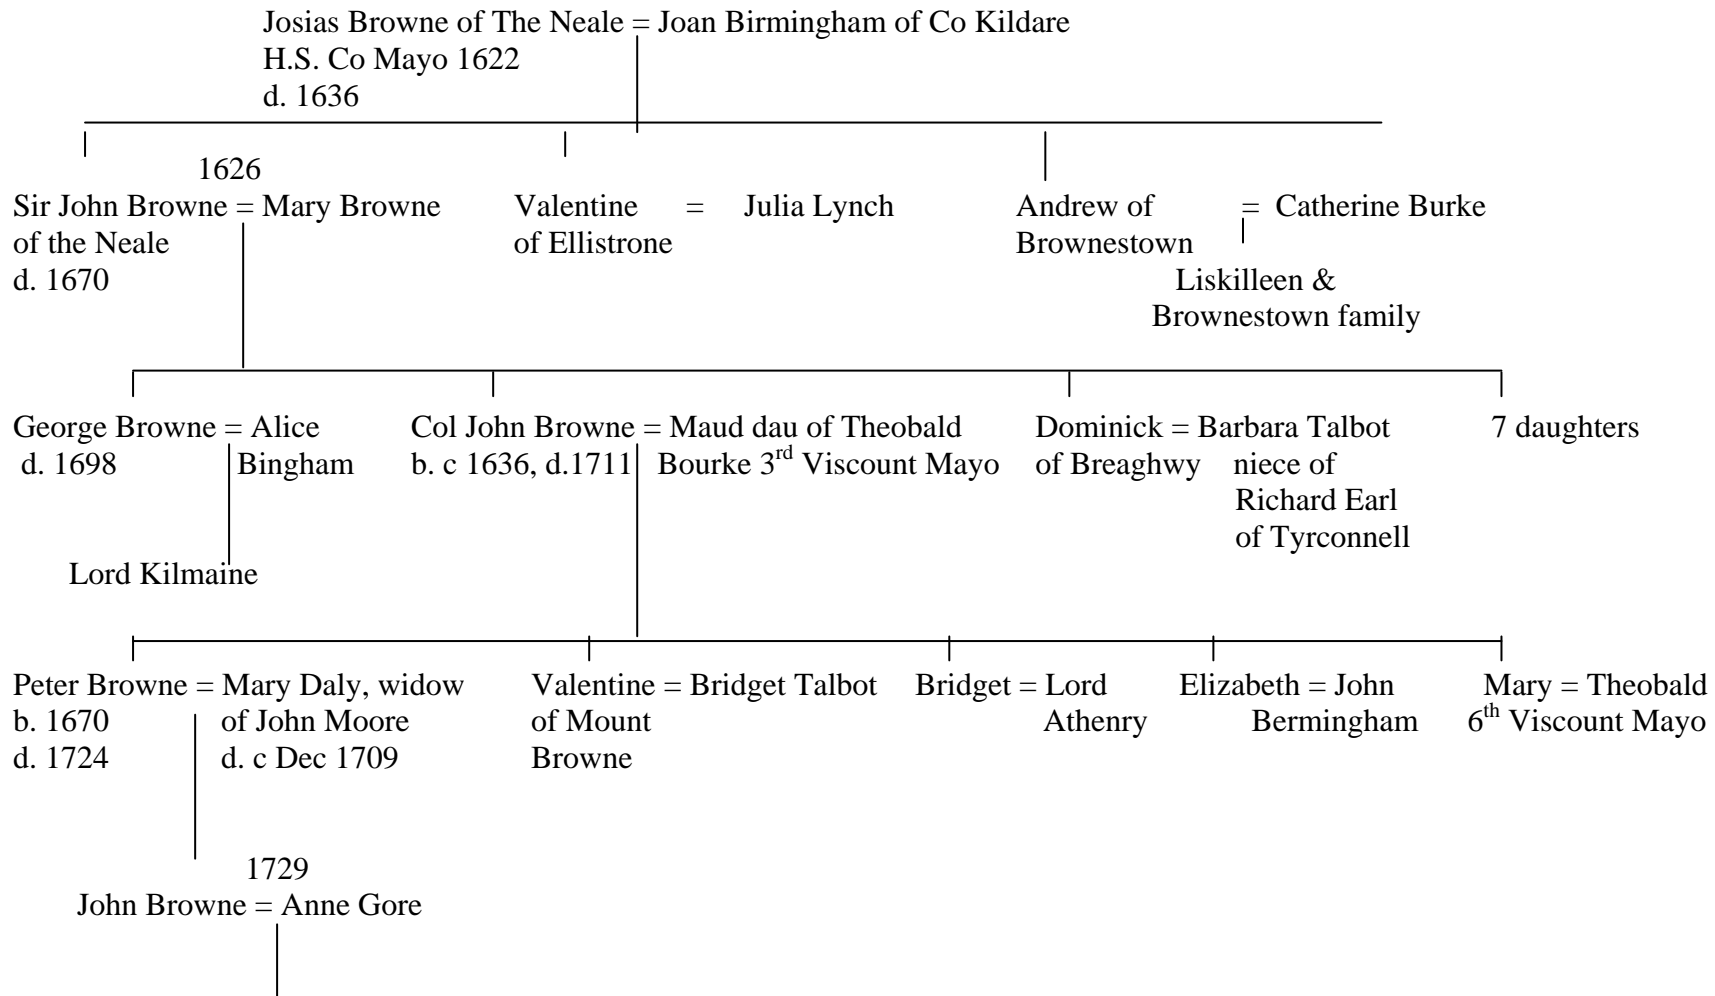 Josias Browne of The Neale = Joan Birmingham of Co Kildare
H.S. Co Mayo 1622
d. 1636
1626
Sir John Browne = Mary Browne
of the Neale
d. 1670
Valentine = Julia Lynch
of Ellistrone
Andrew of = Catherine Burke
Brownestown
Liskilleen &
Brownestown family
George Browne = Alice
d. 1698 Bingham
Col John Browne = Maud dau of Theobald
b. c 1636, d.1711 Bourke 3rd Viscount Mayo
Dominick = Barbara Talbot
of Breaghwy niece of
Richard Earl
of Tyrconnell
7 daughters
Lord Kilmaine
Peter Browne = Mary Daly, widow
b. 1670 of John Moore
d. 1724 d. c Dec 1709
Valentine = Bridget Talbot
of Mount
Browne
Bridget = Lord
Athenry
Elizabeth = John
Bermingham
Mary = Theobald
6th Viscount Mayo
1729
John Browne = Anne Gore